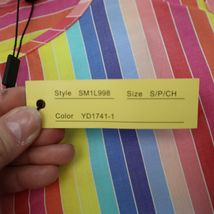 Style SM1L998 Size S/P/CH
Color YD1741-1